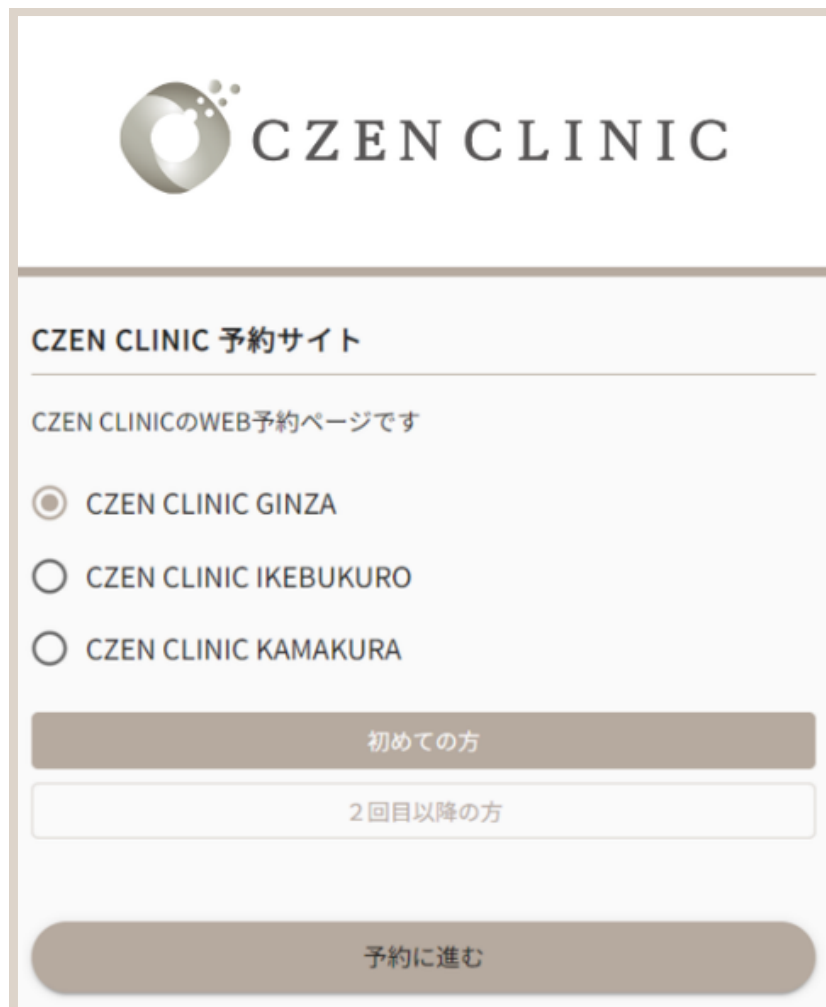 CZEN CLINIC
CZEN CLINIC 予約サイト
CZEN CLINICのWEB予約ページです
CZEN CLINIC GINZA
CZEN CLINIC IKEBUKURO
CZEN CLINIC KAMAKURA
初めての方
２回目以降の方
予約に進む